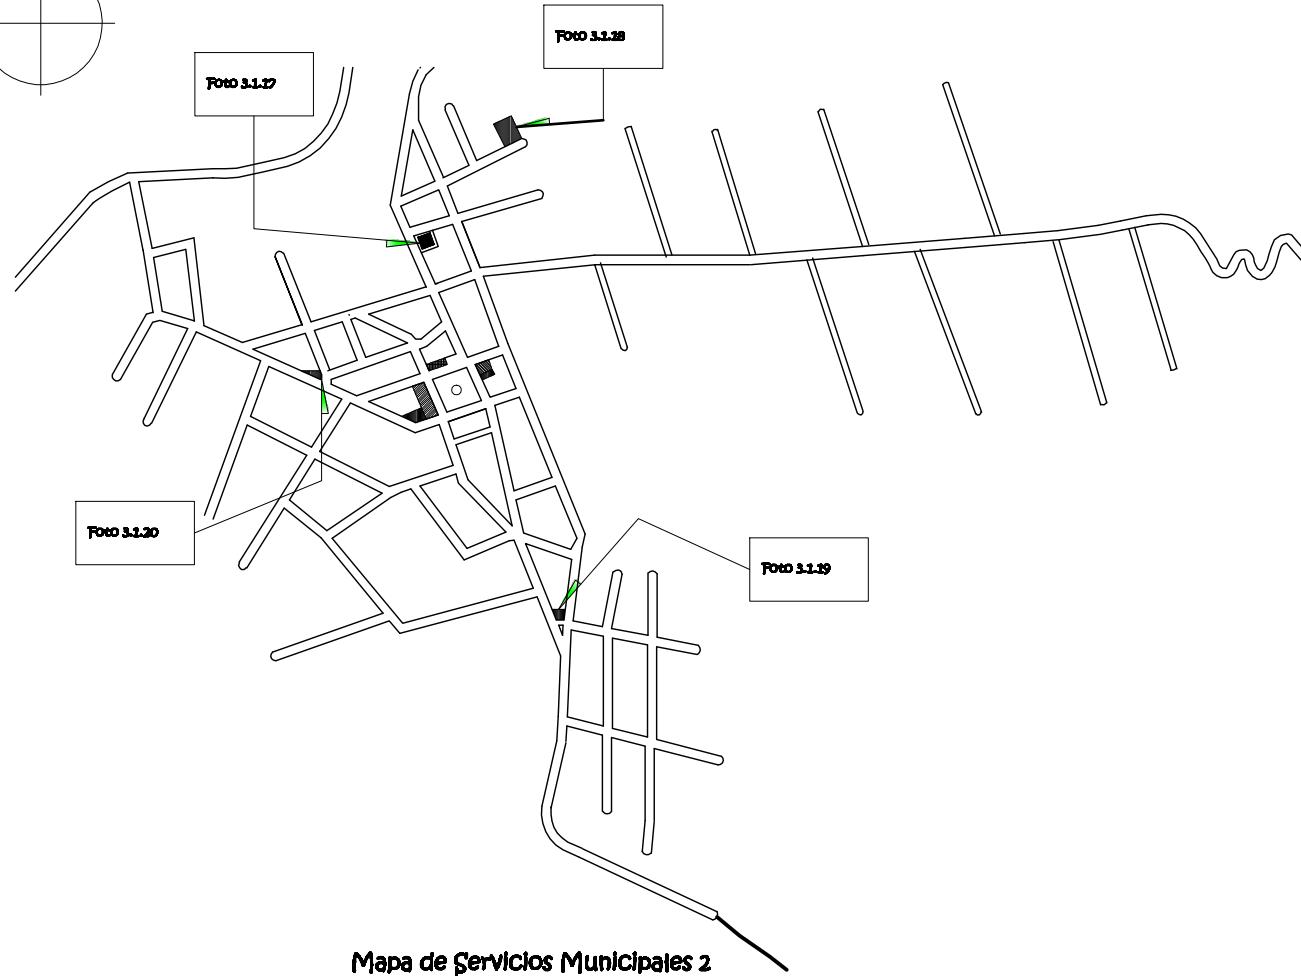 Foto 3.1.18
Foto 3.1.17
Foto 3.1.20
Foto 3.1.19
Mapa de Servicios Municipales 2